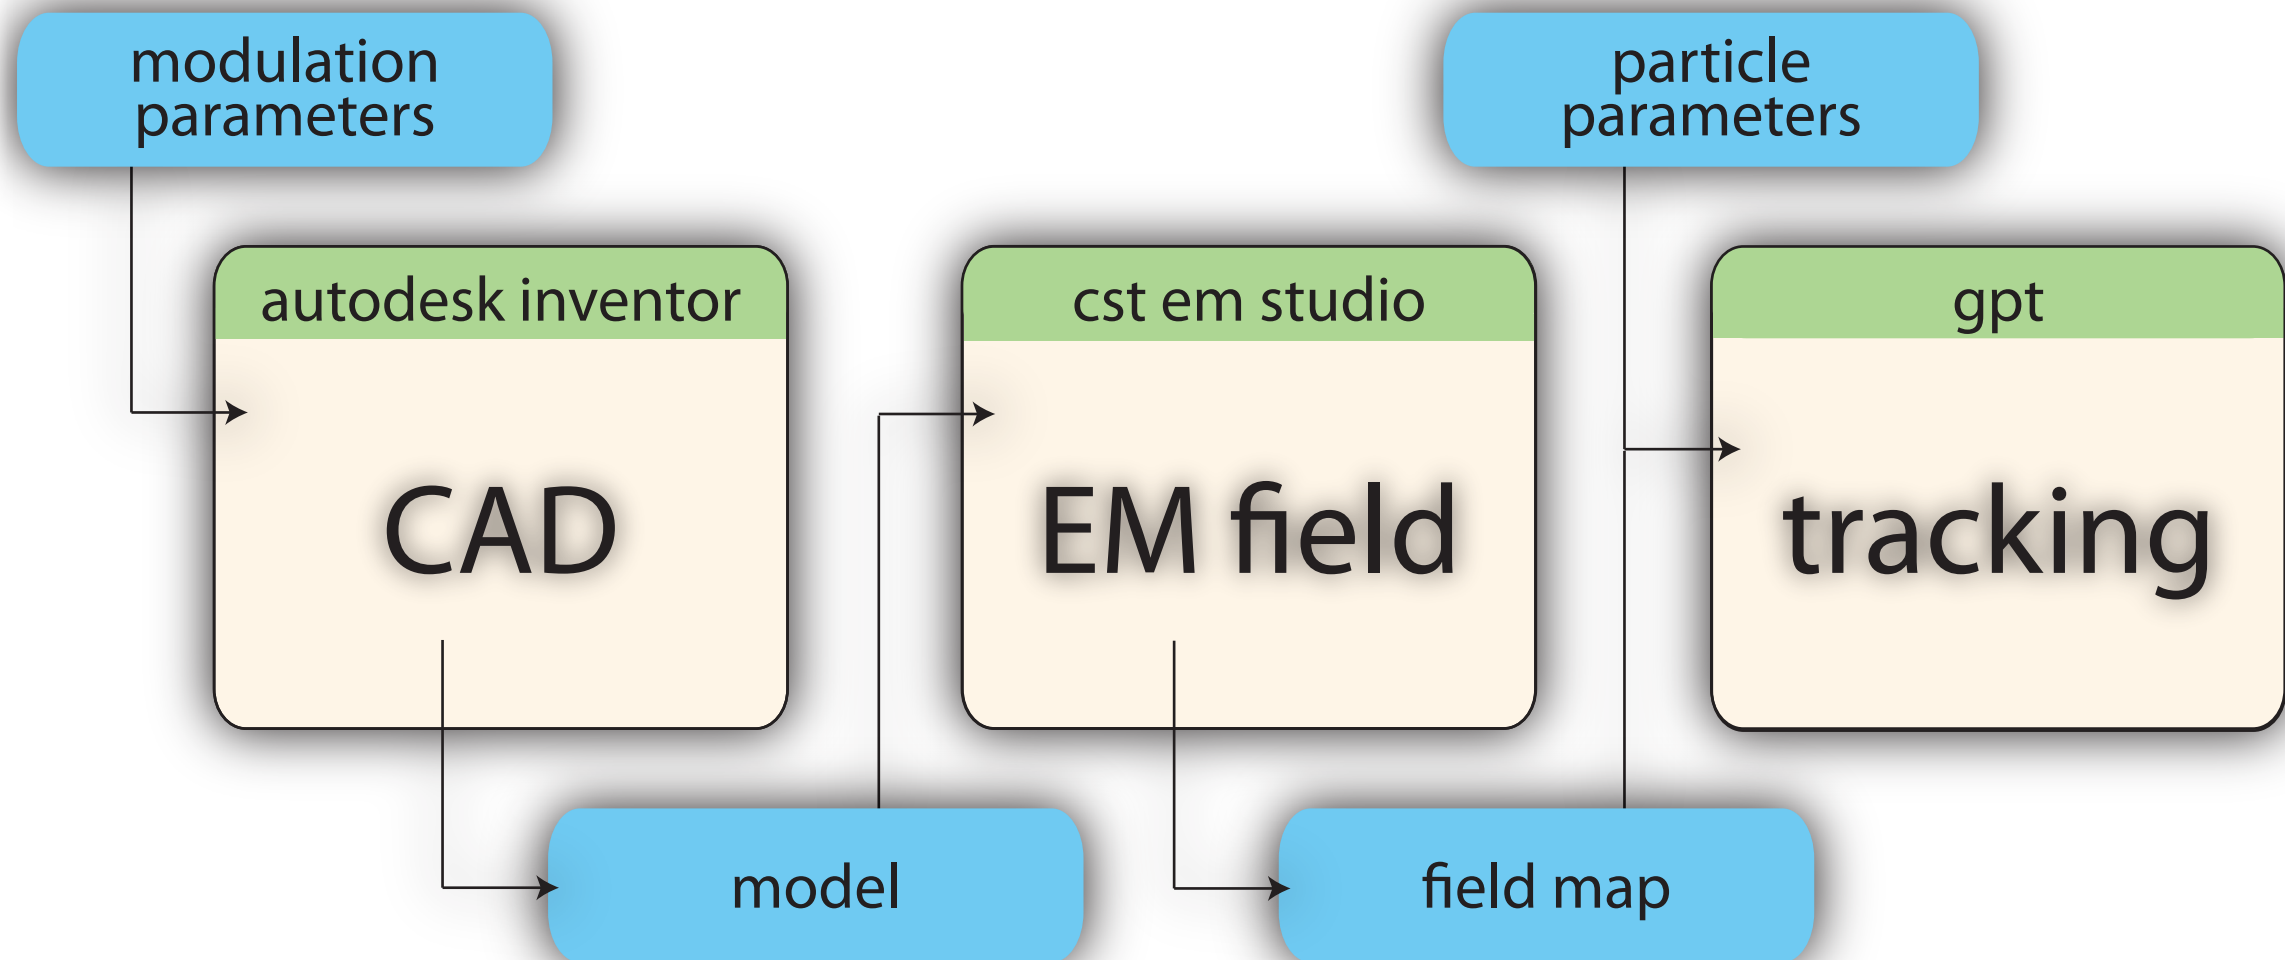 modulation
parameters
particle
parameters
autodesk inventor
cst em studio
gpt
CAD
EM field
tracking
model
field map